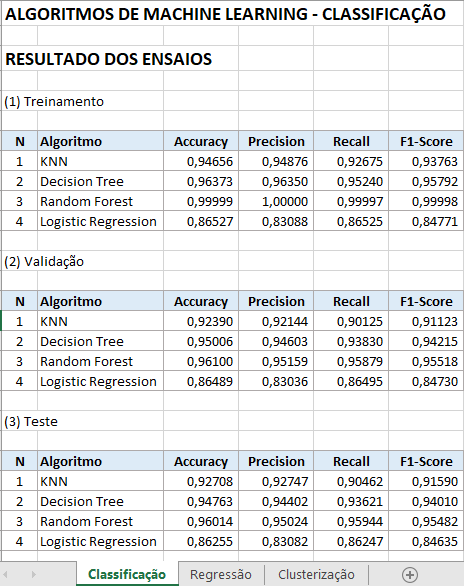 ALGORITMOS DE MACHINE LEARNING - CLASSIFICAÇÃO
RESULTADO DOS ENSAIOS
(1) Treinamento
N Algoritmo Accuracy Precision Recall F1-Score
1 KNN 0,94656 0,94876 0,92675 0,93763
2 Decision Tree 0,96373 0,96350 0,95240 0,95792
3 Random Forest 0,99999 1,00000 0,99997 0,99998
4 Logistic Regression 0,86527 0,83088 0,86525 0,84771
(2) Validação
N Algoritmo Accuracy Precision Recall F1-Score
1 KNN 0,92390 0,92144 0,90125 0,91123
2 Decision Tree 0,95006 0,94603 0,93830 0,94215
3 Random Forest 0,96100 0,95159 0,95879 0,95518
4 Logistic Regression 0,86489 0,83036 0,86495 0,84730
(3) Teste
N Algoritmo Accuracy Precision Recall F1-Score
1 KNN 0,92708 0,92747 0,90462 0,91590
2 Decision Tree 0,94763 0,94402 0,93621 0,94010
3 Random Forest 0,96014 0,95024 0,95944 0,95482
4 Logistic Regression 0,86255 0,83082 0,86247 0,84635
Classificação Regressão Clusterização